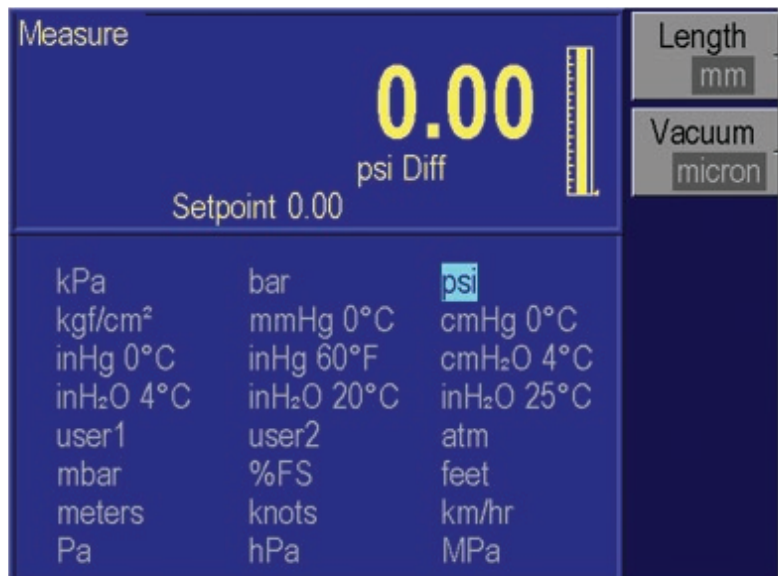 Measure
0.00
psi Diff
Setpoint 0.00
Length
mm
Vacuum
micron
kPa bar psi
kgf/cm² mmHg 0°C cmHg 0°C
inHg 0°C inHg 60°F cmH₂O 4°C
inH₂O 4°C inH₂O 20°C inH₂O 25°C
user1 user2 atm
mbar %FS feet
meters knots km/hr
Pa hPa MPa